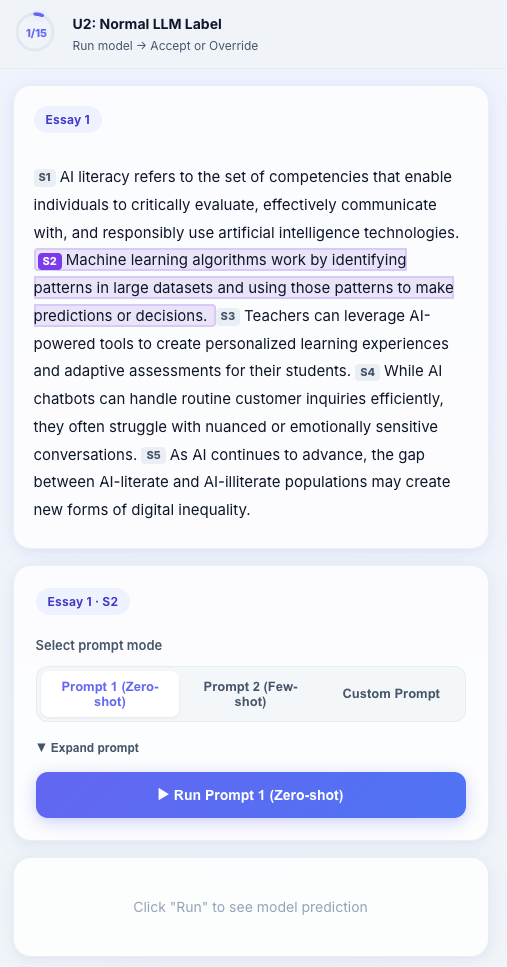 1/15
U2: Normal LLM Label
Run model → Accept or Override
Essay 1
S1 AI literacy refers to the set of competencies that enable
individuals to critically evaluate, effectively communicate
with, and responsibly use artificial intelligence technologies.
S2 Machine learning algorithms work by identifying
patterns in large datasets and using those patterns to make
predictions or decisions. S3 Teachers can leverage AI-
powered tools to create personalized learning experiences
and adaptive assessments for their students. S4 While AI
chatbots can handle routine customer inquiries efficiently,
they often struggle with nuanced or emotionally sensitive
conversations. S5 As AI continues to advance, the gap
between AI-literate and AI-illiterate populations may create
new forms of digital inequality.
Essay 1 · S2
Select prompt mode
Prompt 1 (Zero-
shot)
Prompt 2 (Few-
shot)
Custom Prompt
▼ Expand prompt
▶ Run Prompt 1 (Zero-shot)
Click "Run" to see model prediction